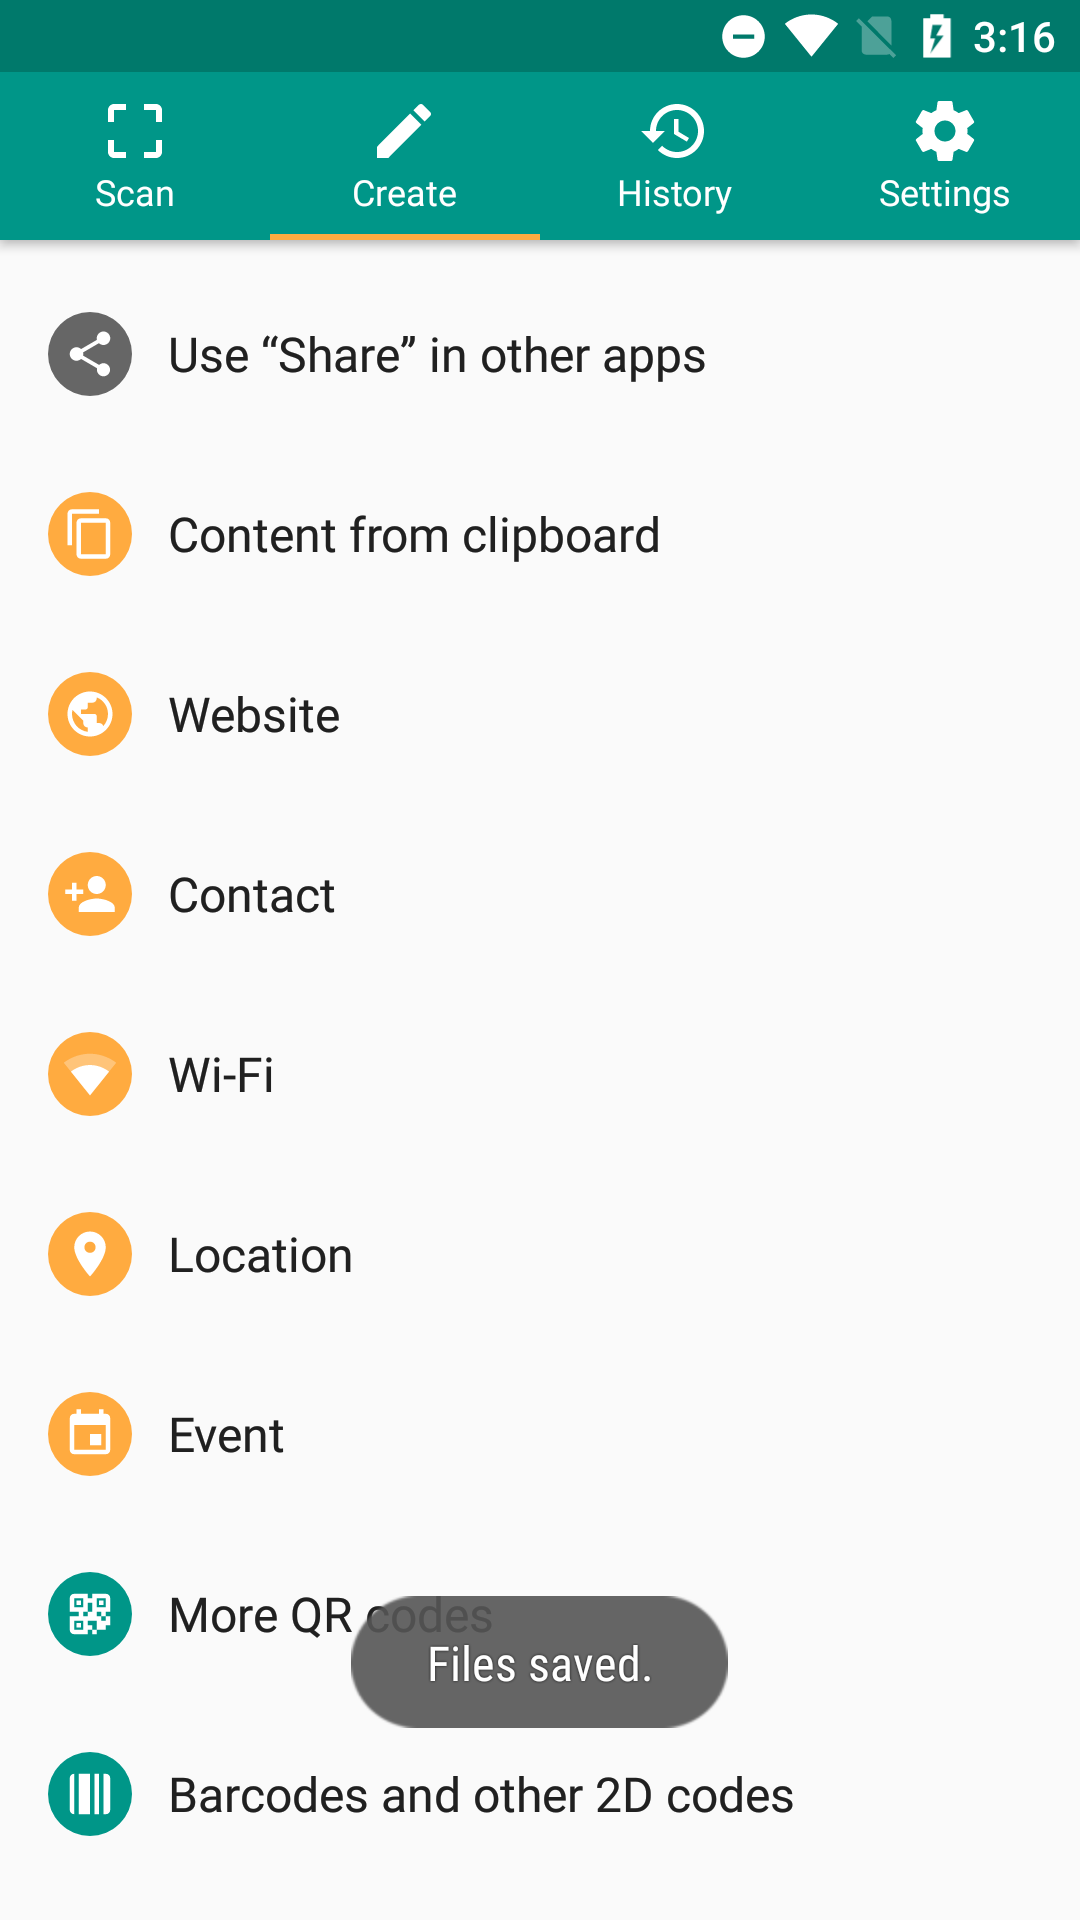 3:16
Scan
Create
History
Settings
Use “Share” in other apps
Content from clipboard
Website
Contact
Wi-Fi
Location
Event
More QR codes
Files saved.
Barcodes and other 2D codes